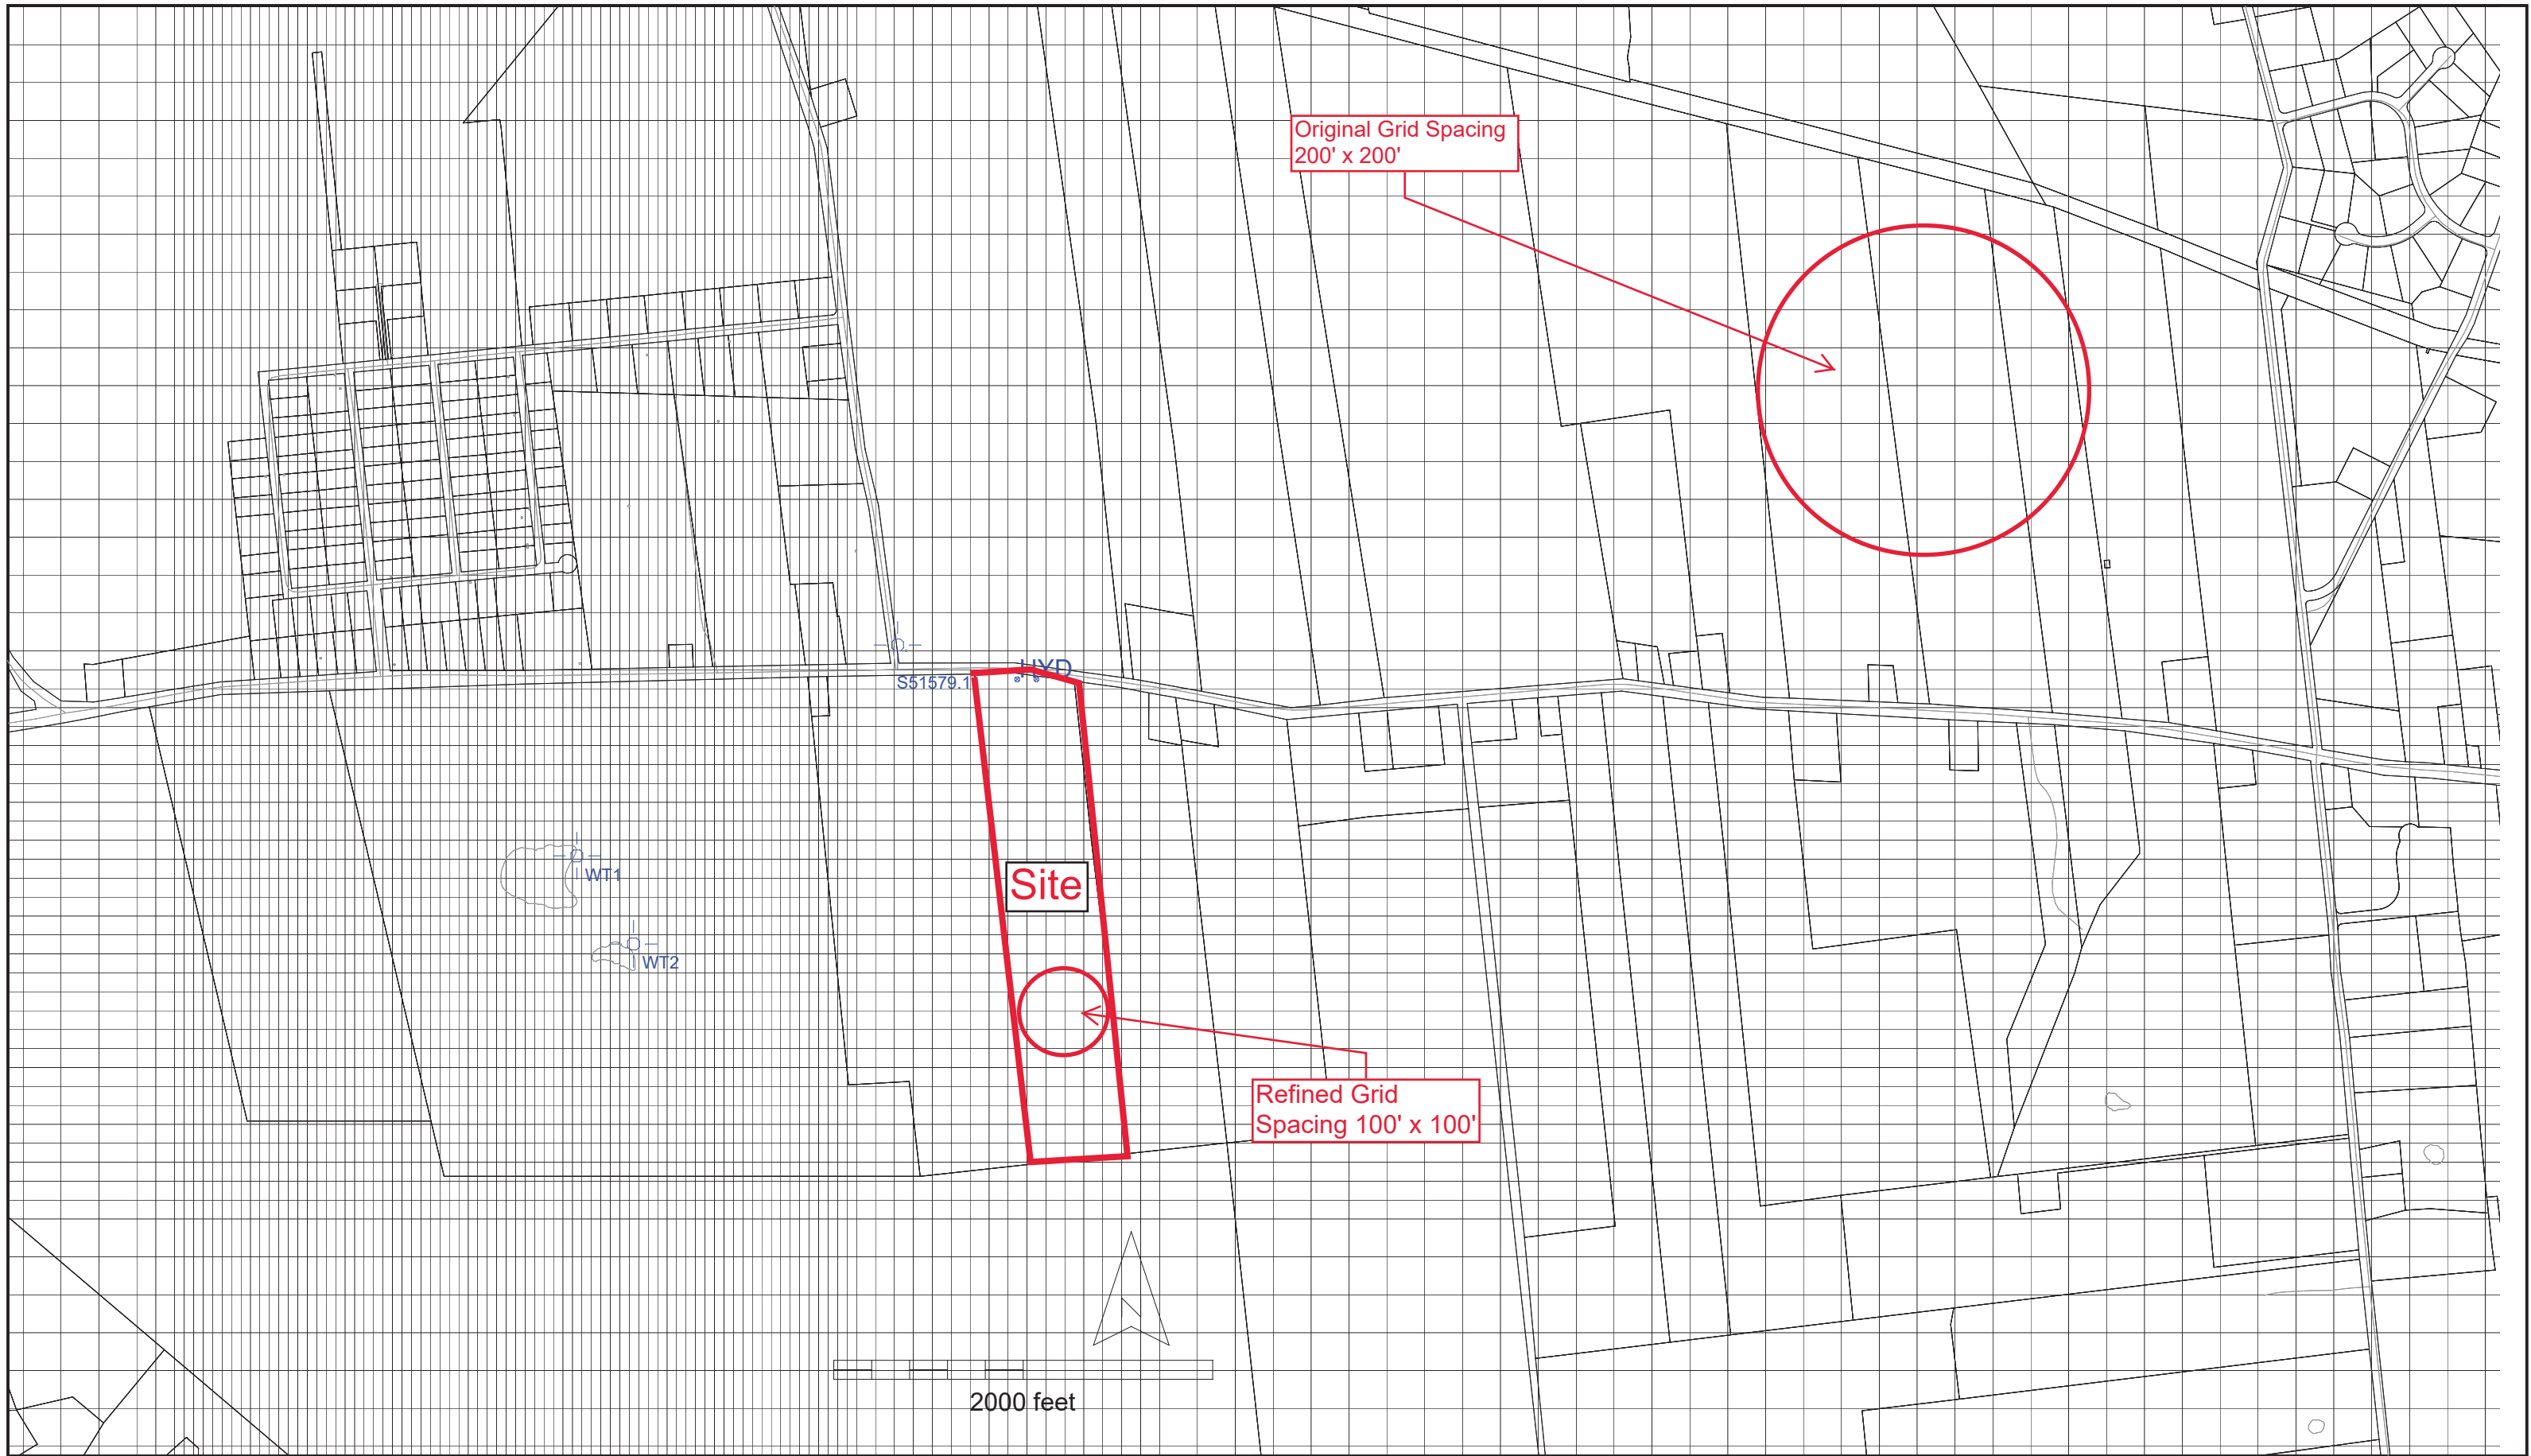 Original Grid Spacing
200' x 200'
HYD
S51579.1
WT1
Site
WT2
Refined Grid
Spacing 100' x 100'
2000 feet